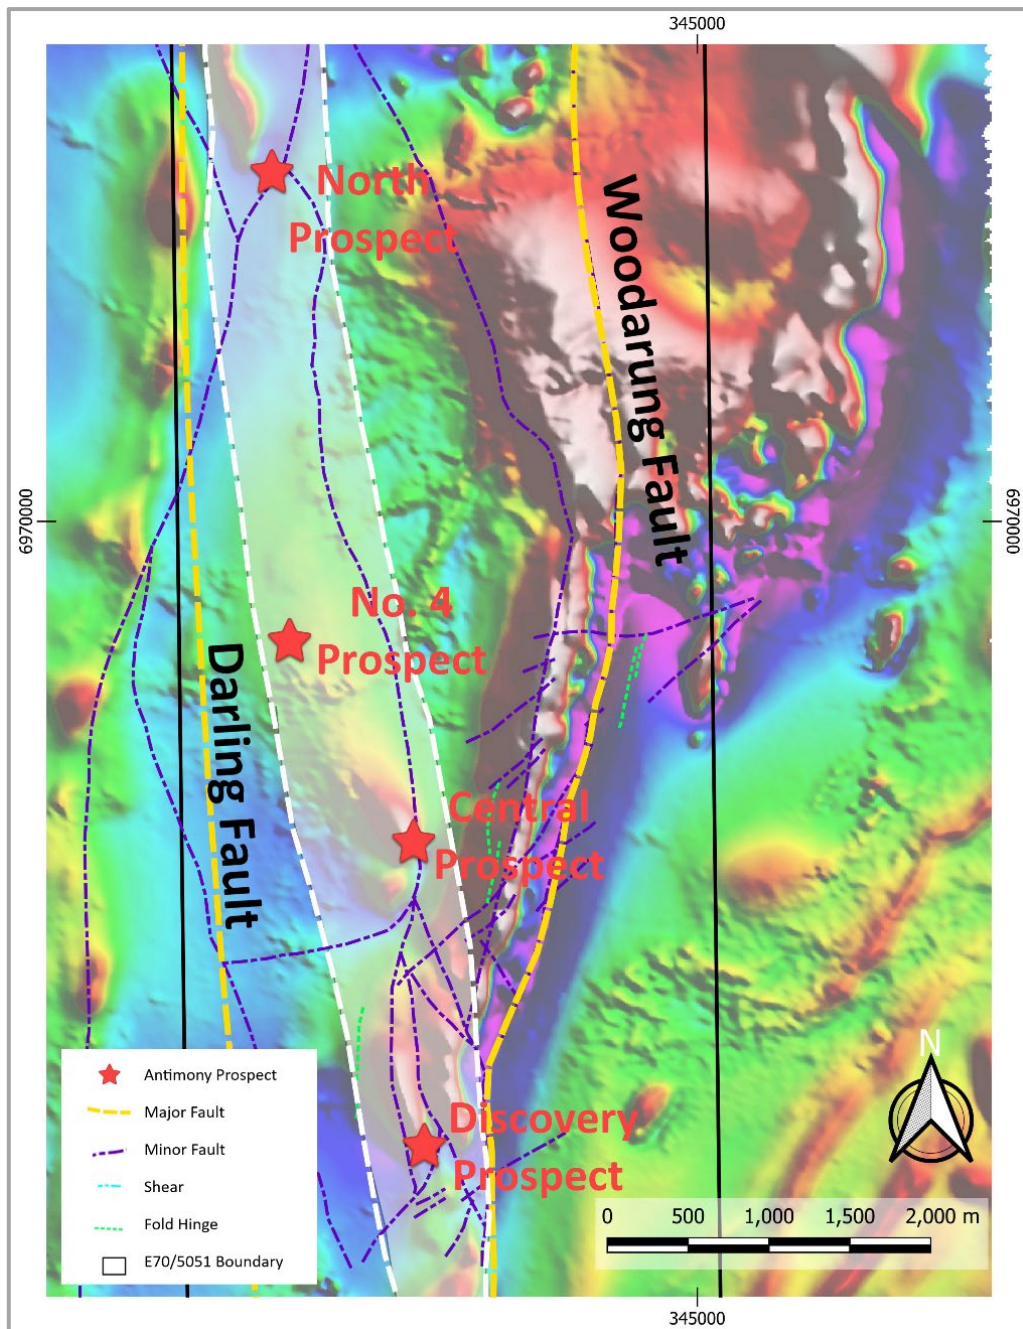 345000
North
Prospect
Woodarung Fault
6970000
6970000
No. 4
Prospect
Darling Fault
Central
Prospect
N
Antimony Prospect
Major Fault
Minor Fault
Shear
Fold Hinge
E70/5051 Boundary
Discovery
Prospect
0 500 1,000 1,500 2,000 m
345000